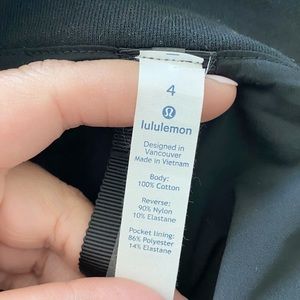 4
lululemon
Designed in
Vancouver
Made in Vietnam
Body:
100% Cotton
Reverse:
90% Nylon
10% Elastane
Pocket lining:
86% Polyester
14% Elastane